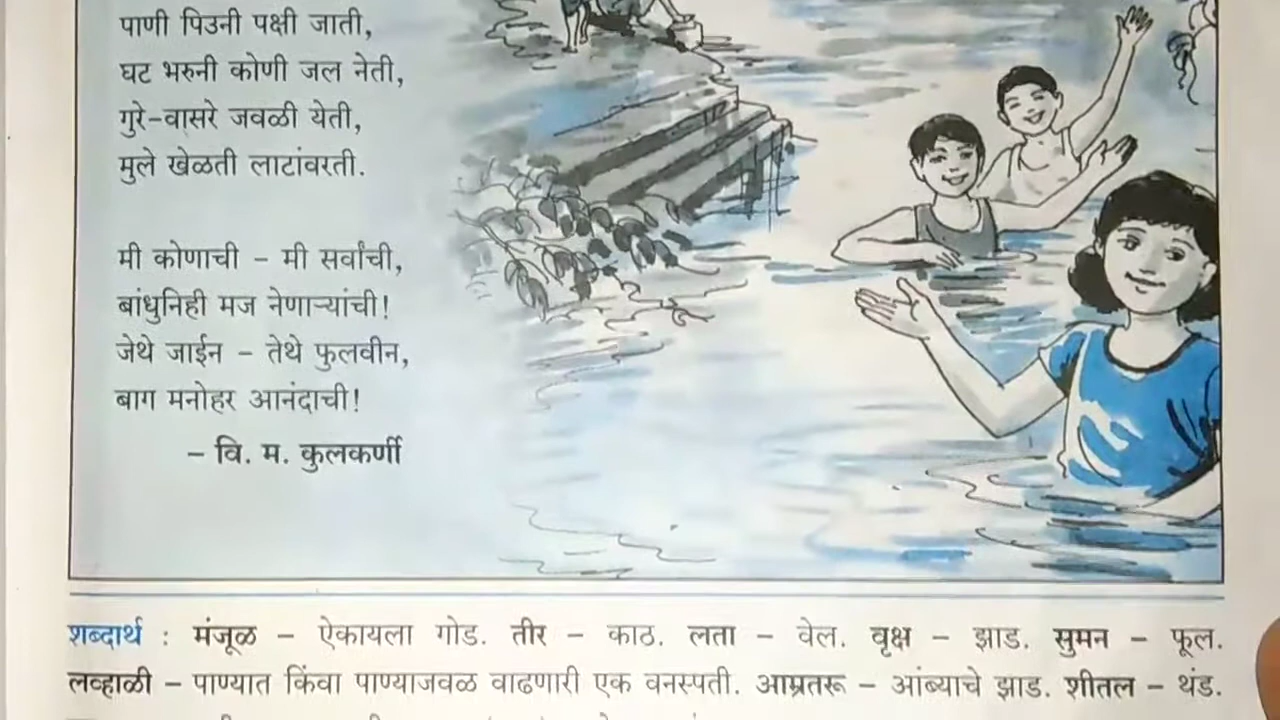 पाणी पिउनी पक्षी जाती,
घट भरुनी कोणी जल नेती,
गुरे-वासरे जवळी येती,
मुले खेळती लाटांवरती.
मी कोणाची - मी सर्वांची,
बांधुनिही मज नेणाऱ्यांची!
जेथे जाईन - तेथे फुलवीन,
बाग मनोहर आनंदाची!
- वि. म. कुलकर्णी
शब्दार्थ : मंजूळ - ऐकायला गोड. तीर - काठ. लता - वेल. वृक्ष - झाड. सुमन - फूल.
लव्हाळी - पाण्यात किंवा पाण्याजवळ वाढणारी एक वनस्पती. आम्रतरू - आंब्याचे झाड. शीतल - थंड.